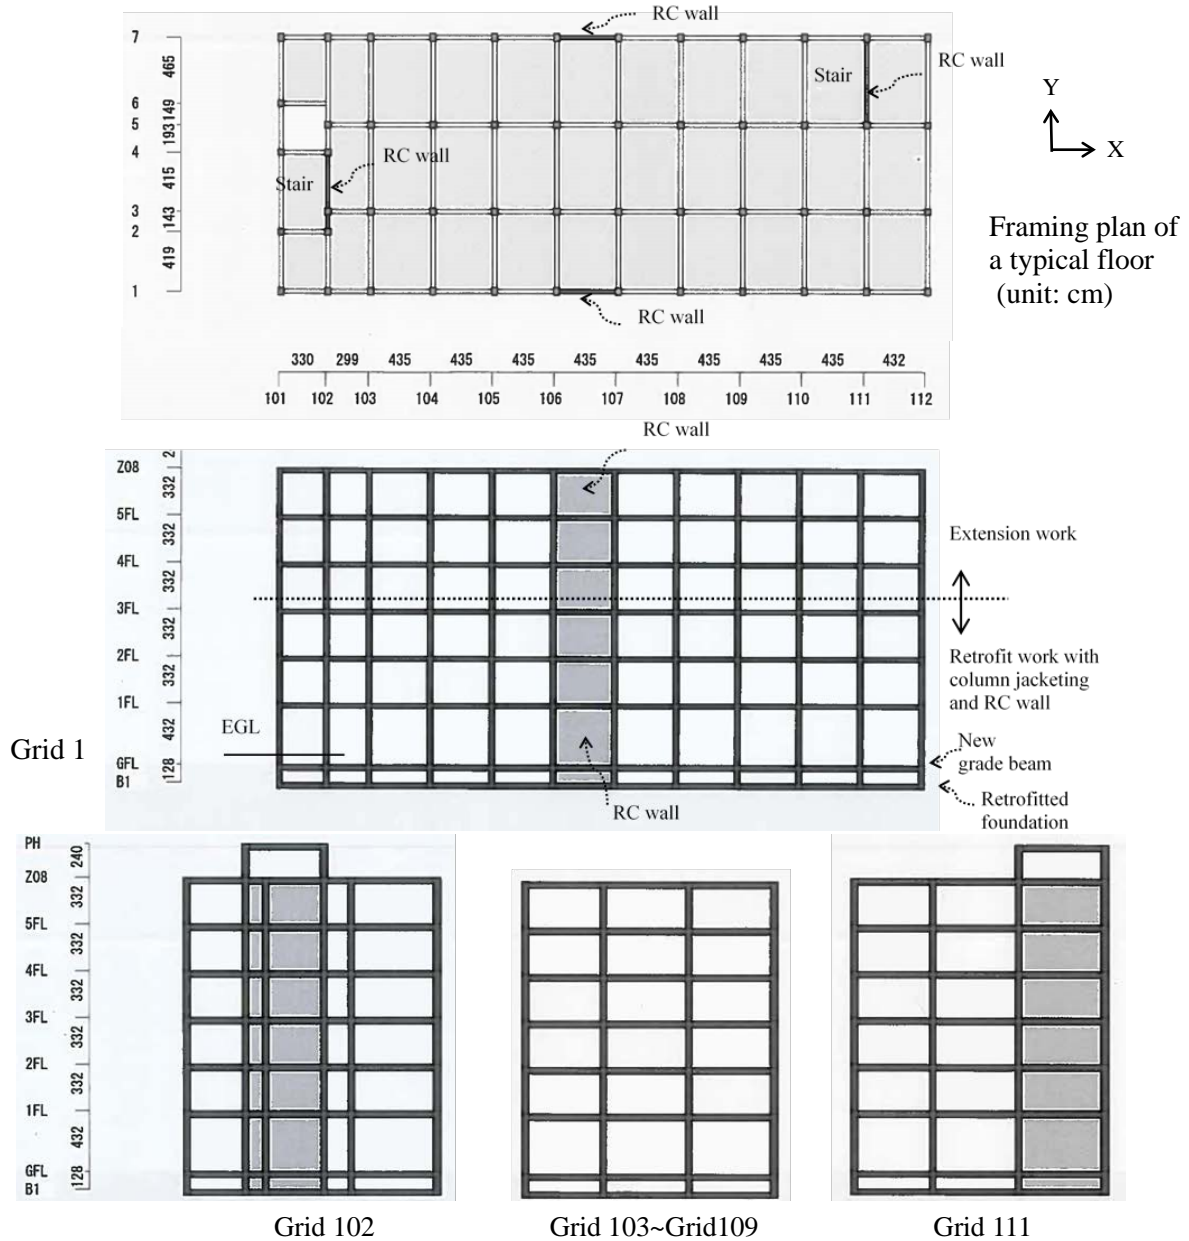 RC wall
7
465
6
149
5
193
4
415
3
143
2
419
1
Stair
RC wall
RC wall
Stair
RC wall
Y
X
Framing plan of
a typical floor
(unit: cm)
330 299 435 435 435 435 435 435 435 435 432
101 102 103 104 105 106 107 108 109 110 111 112
RC wall
Z08
2
332
5FL
332
4FL
332
3FL
332
2FL
332
1FL
432
GFL
128
B1
EGL
Grid 1
RC wall
Extension work
Retrofit work with
column jacketing
and RC wall
New
grade beam
Retrofitted
foundation
PH
240
Z08
332
5FL
332
4FL
332
3FL
332
2FL
332
1FL
432
GFL
128
B1
Grid 102
Grid 103~Grid109
Grid 111